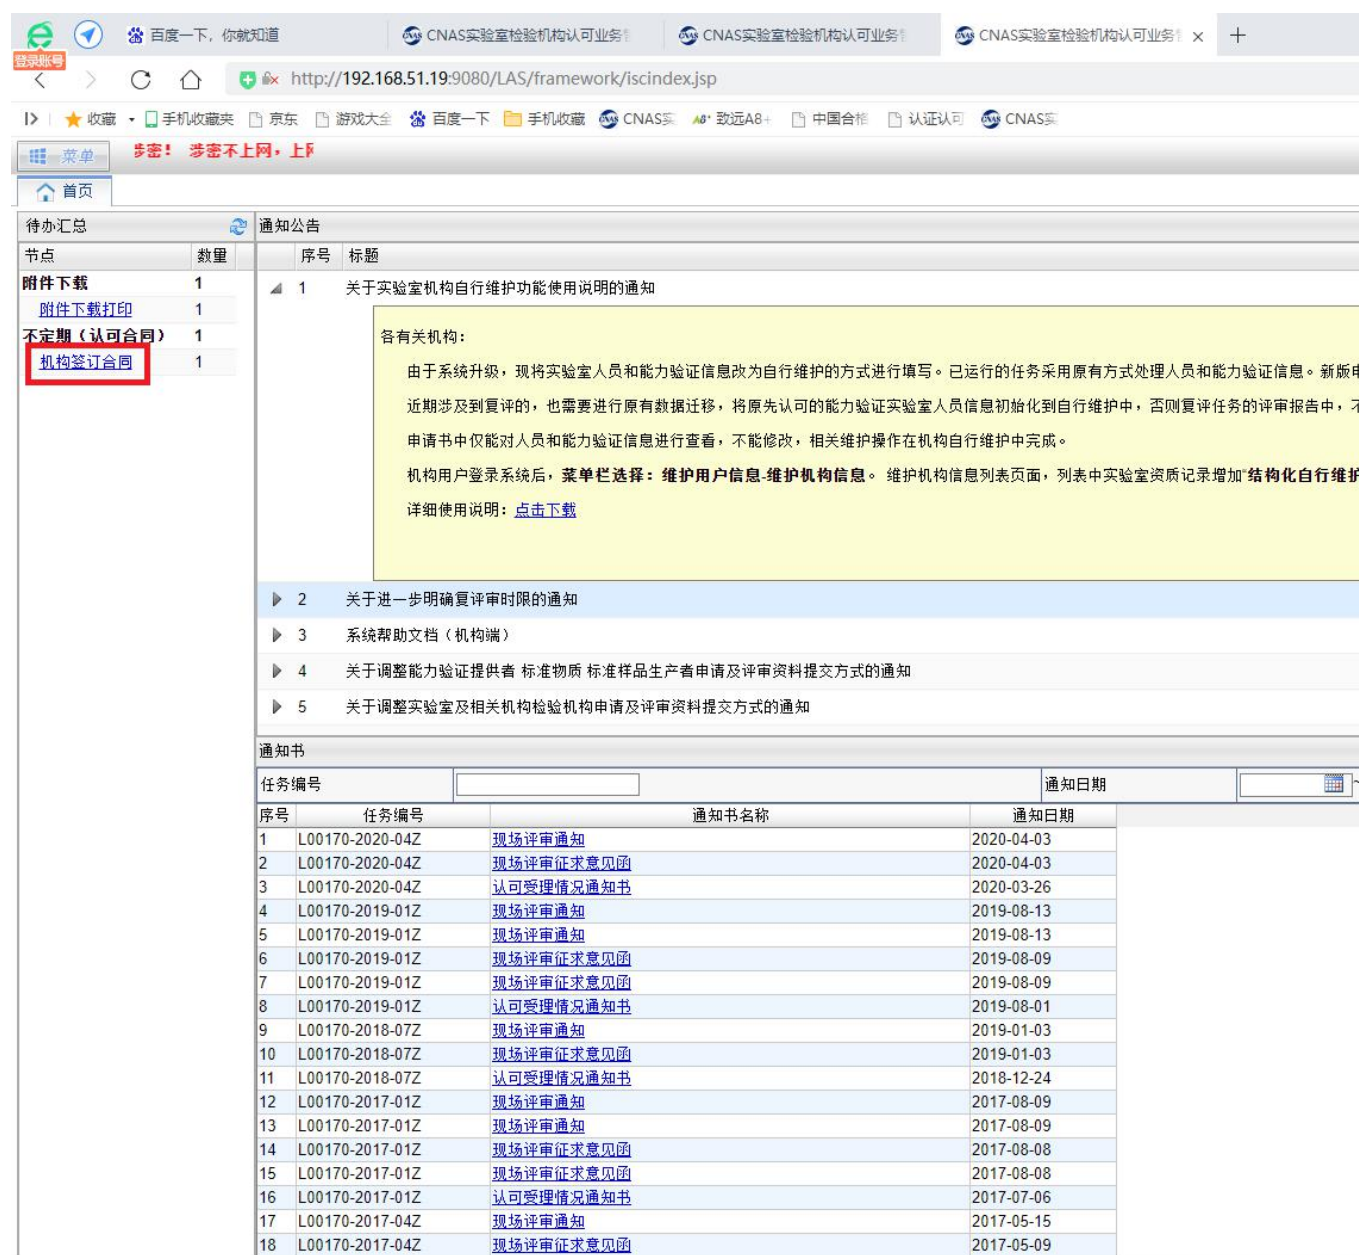 百度一下，你就知道
CNAS实验室检验机构认可业务
CNAS实验室检验机构认可业务
CNAS实验室检验机构认可业务
登录账号
http://192.168.51.19:9080/LAS/framework/iscindex.jsp
收藏 手机收藏夹 京东 游戏大全 百度一下 手机收藏 CNAS实 致远A8+ 中国合格 认证认可 CNAS实
菜单 涉密！ 涉密不上网，上
首页
待办汇总 通知公告
节点 数量 序号 标题
附件下载 1
附件下载打印 1
不定期（认可合同） 1
机构签订合同 1
1 关于实验室机构自行维护功能使用说明的通知
各有关机构：
由于系统升级，现将实验室人员和能力验证信息改为自行维护的方式进行填写。已运行的任务采用原有方式处理人员和能力验证信息。新版申
近期涉及到复评的，也需要进行原有数据迁移，将原先认可的能力验证实验室人员信息初始化到自行维护中，否则复评任务的评审报告中，不
申请书中仅能对人员和能力验证信息进行查看，不能修改，相关维护操作在机构自行维护中完成。
机构用户登录系统后，菜单栏选择：维护用户信息-维护机构信息。 维护机构信息列表页面，列表中实验室资质记录增加“结构化自行维护
详细使用说明：点击下载
2 关于进一步明确复评审时限的通知
3 系统帮助文档（机构端）
4 关于调整能力验证提供者 标准物质 标准样品生产者申请及评审资料提交方式的通知
5 关于调整实验室及相关机构检验机构申请及评审资料提交方式的通知
通知书
任务编号 通知日期 ~
序号 任务编号 通知书名称 通知日期
1 L00170-2020-04Z 现场评审通知 2020-04-03
2 L00170-2020-04Z 现场评审征求意见函 2020-04-03
3 L00170-2020-04Z 认可受理情况通知书 2020-03-26
4 L00170-2019-01Z 现场评审通知 2019-08-13
5 L00170-2019-01Z 现场评审通知 2019-08-13
6 L00170-2019-01Z 现场评审征求意见函 2019-08-09
7 L00170-2019-01Z 现场评审征求意见函 2019-08-09
8 L00170-2019-01Z 认可受理情况通知书 2019-08-01
9 L00170-2018-07Z 现场评审通知 2019-01-03
10 L00170-2018-07Z 现场评审征求意见函 2019-01-03
11 L00170-2018-07Z 认可受理情况通知书 2018-12-24
12 L00170-2017-01Z 现场评审通知 2017-08-09
13 L00170-2017-01Z 现场评审通知 2017-08-09
14 L00170-2017-01Z 现场评审征求意见函 2017-08-08
15 L00170-2017-01Z 现场评审征求意见函 2017-08-08
16 L00170-2017-01Z 认可受理情况通知书 2017-07-06
17 L00170-2017-04Z 现场评审通知 2017-05-15
18 L00170-2017-04Z 现场评审征求意见函 2017-05-09